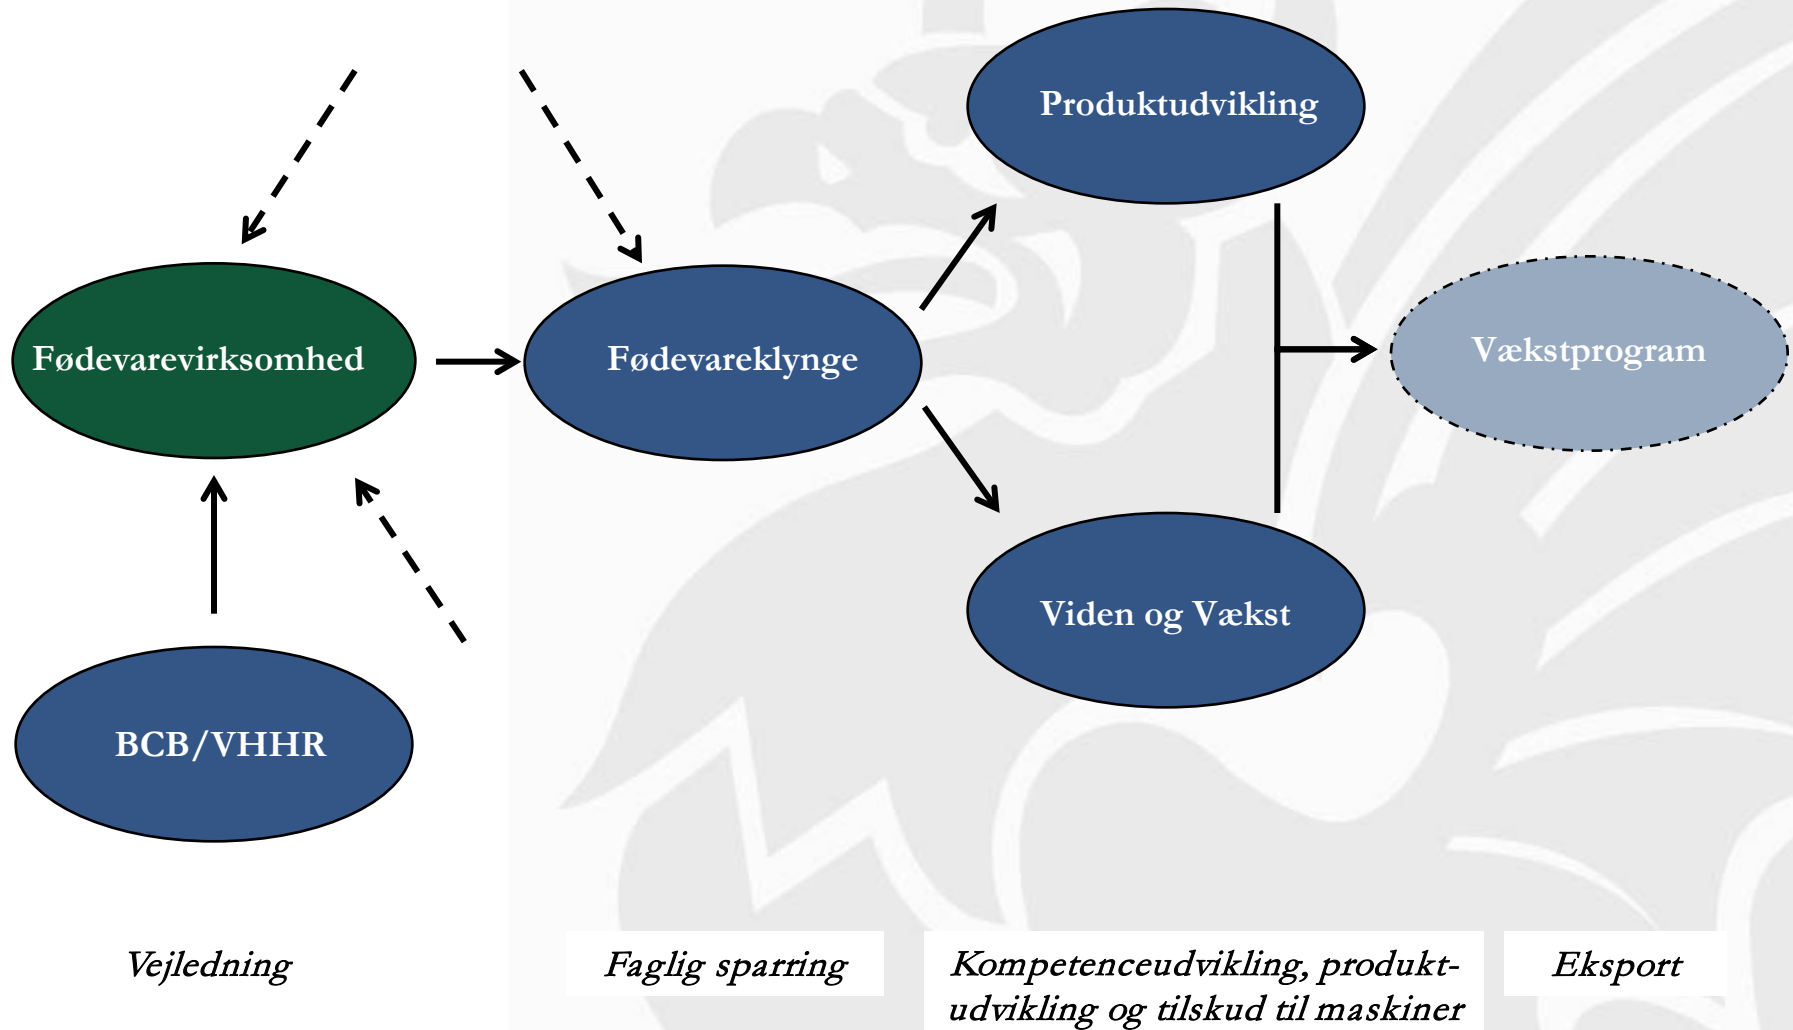 Produktudvikling
Fødevarevirksomhed
Fødevareklynge
Vækstprogram
Viden og Vækst
BCB/VHHR
Vejledning
Faglig sparring
Kompetenceudvikling, produkt-
udvikling og tilskud til maskiner
Eksport